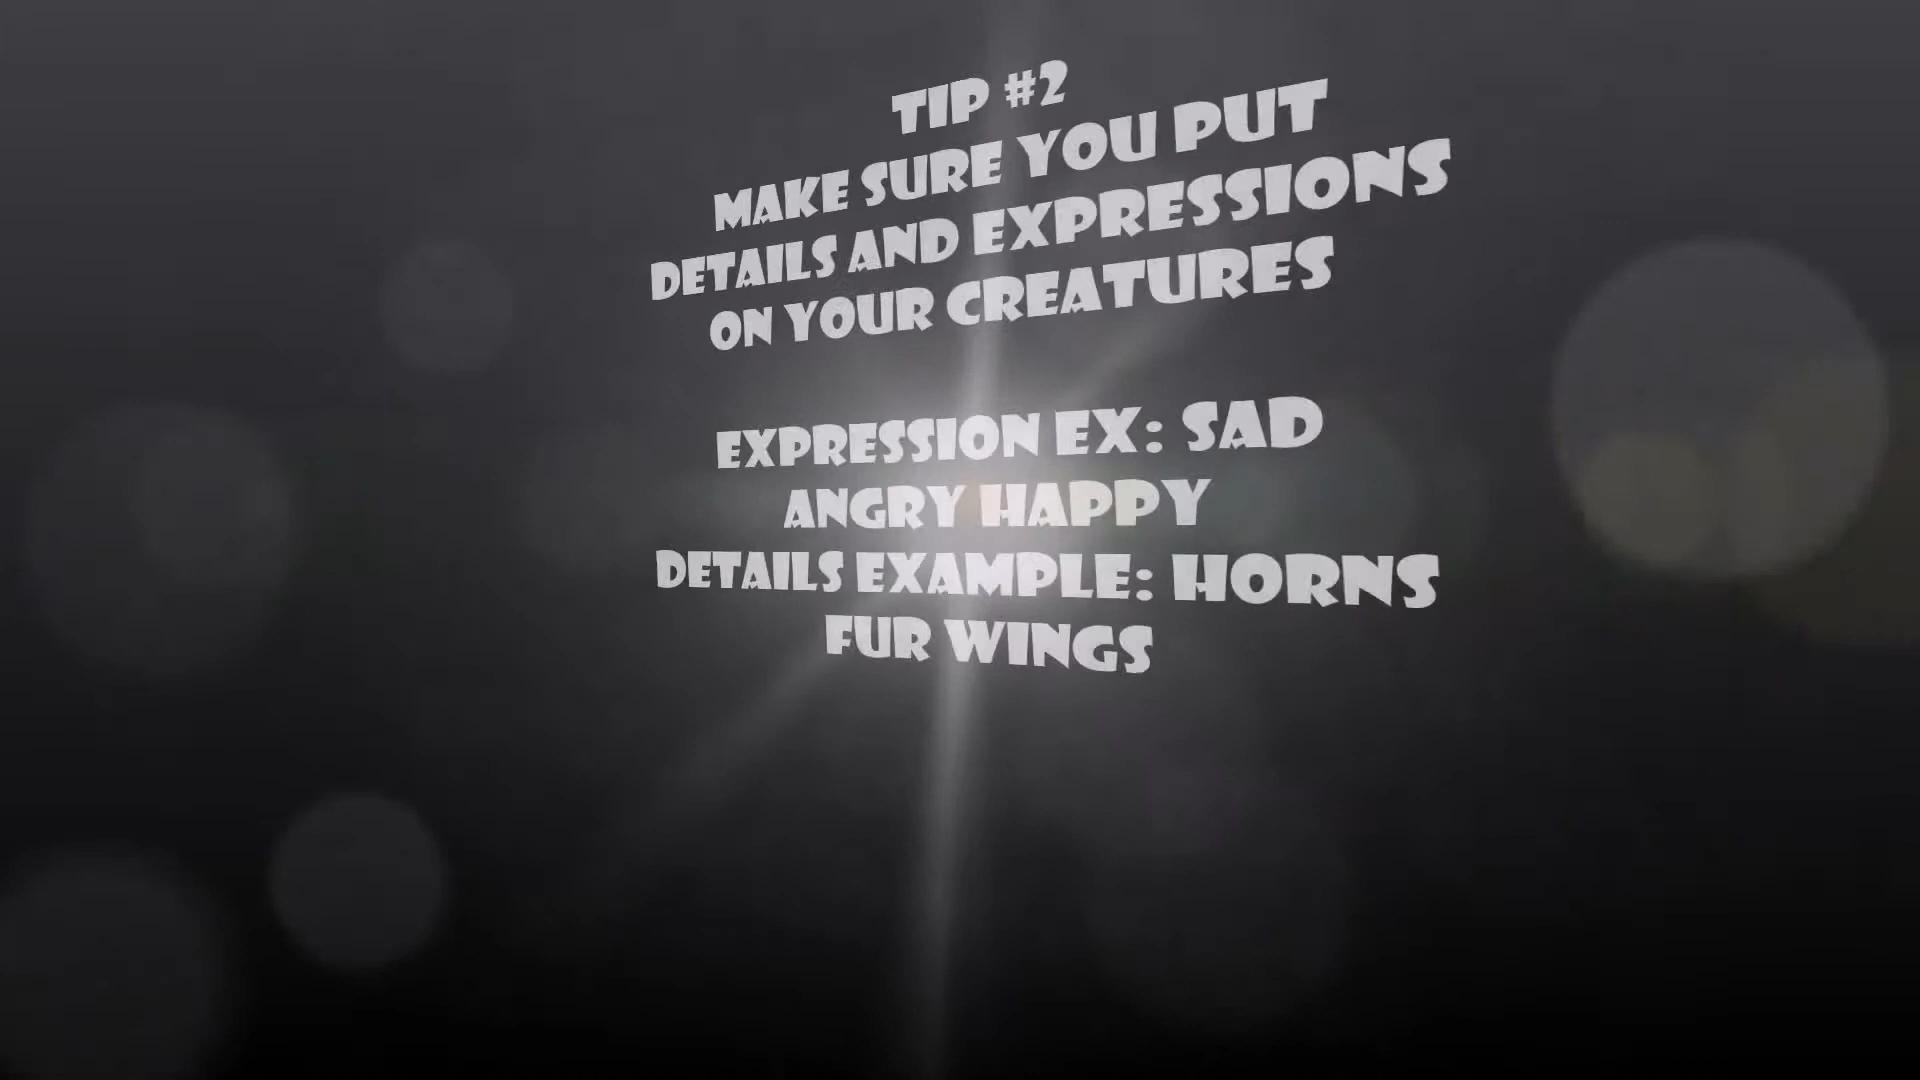 TIP #2
MAKE SURE YOU PUT
DETAILS AND EXPRESSIONS
ON YOUR CREATURES
EXPRESSION EX: SAD
ANGRY HAPPY
DETAILS EXAMPLE: HORNS
FUR WINGS